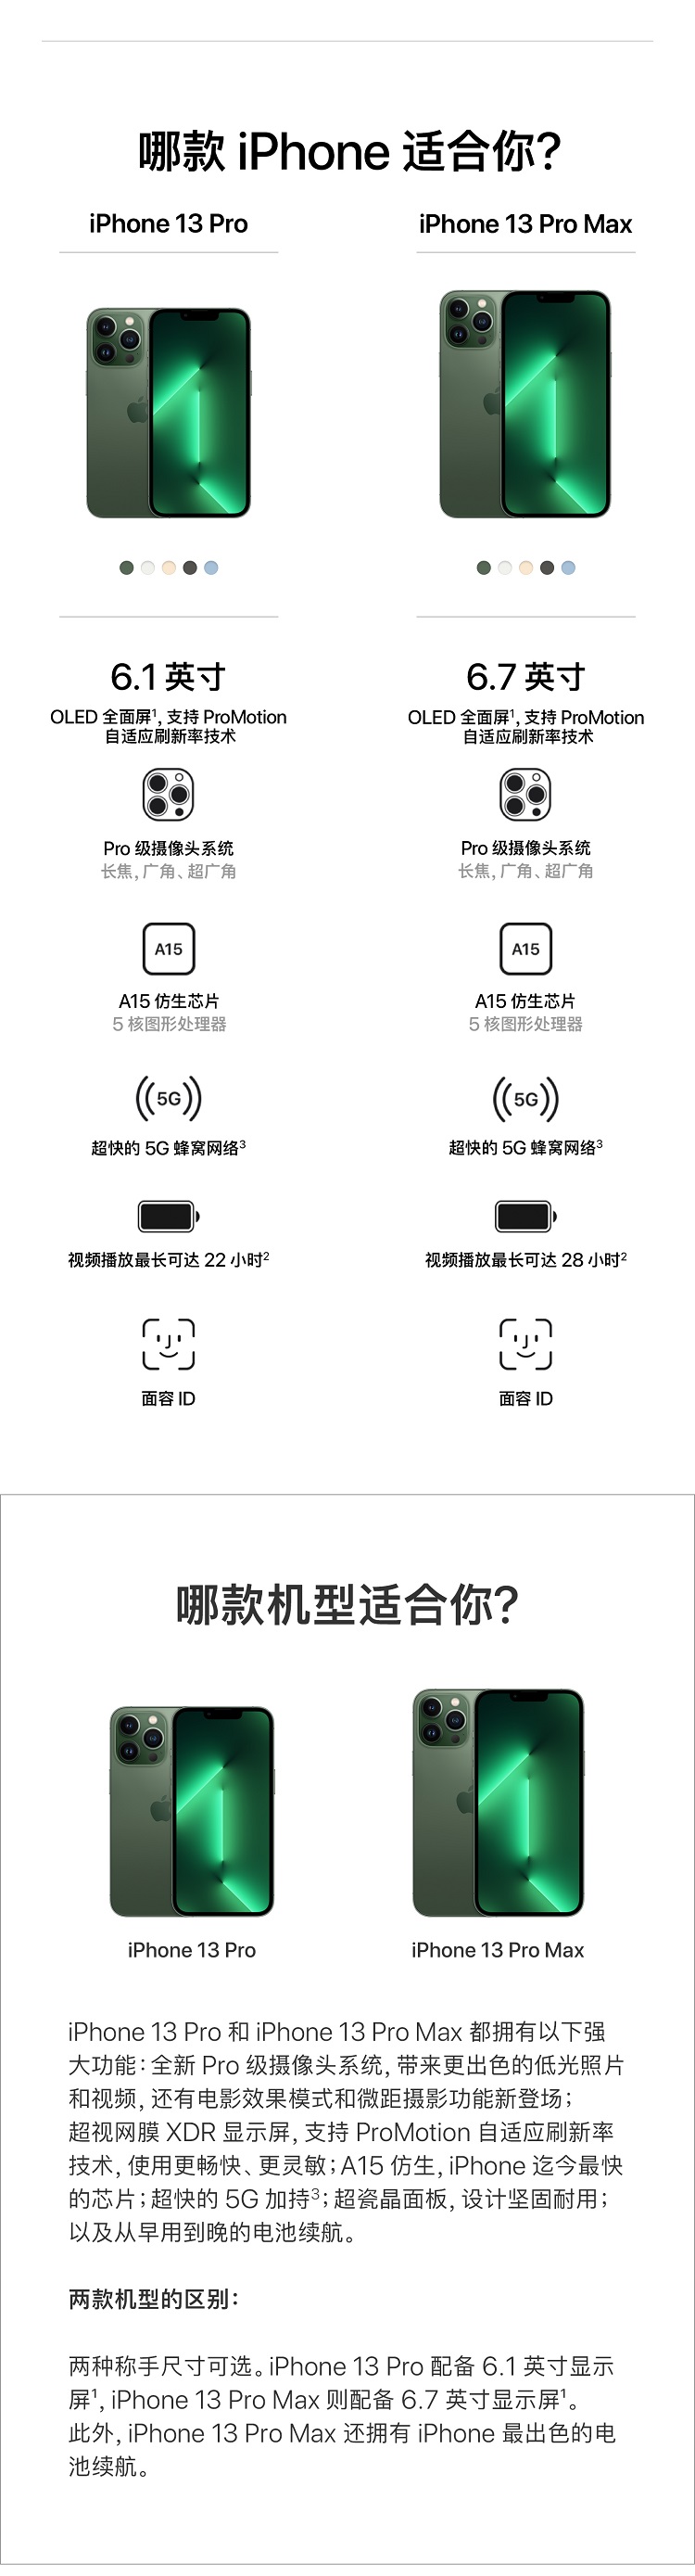 哪款 iPhone 适合你?
iPhone 13 Pro
iPhone 13 Pro Max
6.1 英寸
OLED 全面屏¹, 支持 ProMotion
自适应刷新率技术
Pro 级摄像头系统
长焦, 广角、超广角
A15
A15 仿生芯片
5 核图形处理器
5G
超快的 5G 蜂窝网络³
视频播放最长可达 22 小时²
面容 ID
6.7 英寸
OLED 全面屏¹, 支持 ProMotion
自适应刷新率技术
Pro 级摄像头系统
长焦, 广角、超广角
A15
A15 仿生芯片
5 核图形处理器
5G
超快的 5G 蜂窝网络³
视频播放最长可达 28 小时²
面容 ID
哪款机型适合你?
iPhone 13 Pro
iPhone 13 Pro Max
iPhone 13 Pro 和 iPhone 13 Pro Max 都拥有以下强
大功能：全新 Pro 级摄像头系统, 带来更出色的低光照片
和视频, 还有电影效果模式和微距摄影功能新登场；
超视网膜 XDR 显示屏, 支持 ProMotion 自适应刷新率
技术, 使用更畅快、更灵敏；A15 仿生, iPhone 迄今最快
的芯片；超快的 5G 加持³；超瓷晶面板, 设计坚固耐用；
以及从早用到晚的电池续航。
两款机型的区别：
两种称手尺寸可选。iPhone 13 Pro 配备 6.1 英寸显示
屏¹, iPhone 13 Pro Max 则配备 6.7 英寸显示屏¹。
此外, iPhone 13 Pro Max 还拥有 iPhone 最出色的电
池续航。